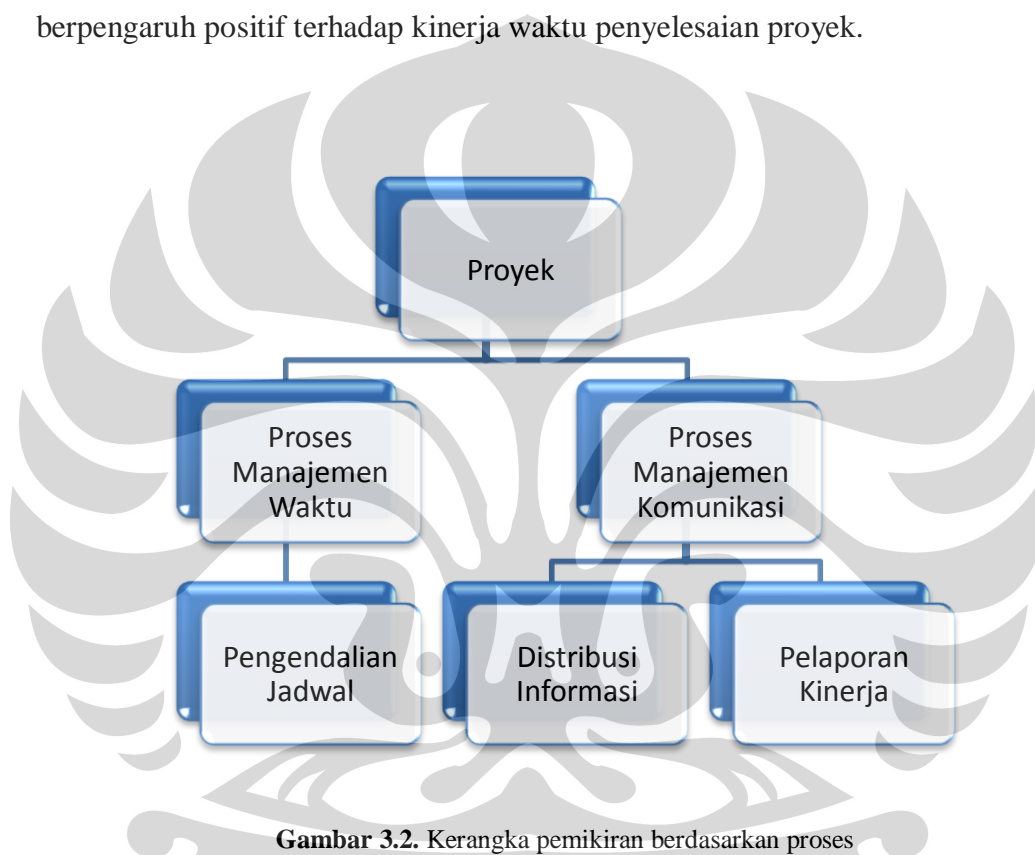 berpengaruh positif terhadap kinerja waktu penyelesaian proyek.
Proyek
Proses
Manajemen
Waktu
Proses
Manajemen
Komunikasi
Pengendalian
Jadwal
Distribusi
Informasi
Pelaporan
Kinerja
Gambar 3.2. Kerangka pemikiran berdasarkan proses